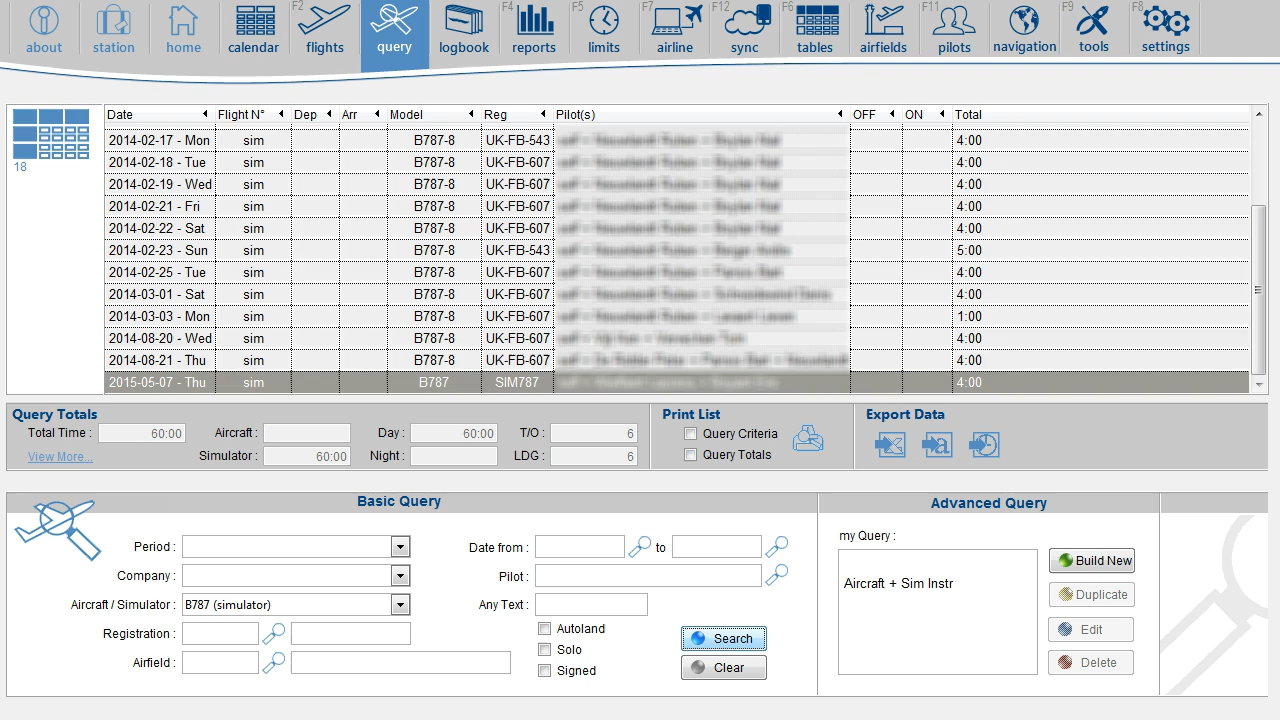 F2 F4 F5 F7 F12 F6 F11 F9 F8
about station home calendar flights query logbook reports limits airline sync tables airfields pilots navigation tools settings
18
Date Flight N° Dep Arr Model Reg Pilot(s) OFF ON Total
2014-02-17 - Mon sim B787-8 UK-FB-543 4:00
2014-02-18 - Tue sim B787-8 UK-FB-607 4:00
2014-02-19 - Wed sim B787-8 UK-FB-607 4:00
2014-02-21 - Fri sim B787-8 UK-FB-607 4:00
2014-02-22 - Sat sim B787-8 UK-FB-607 4:00
2014-02-23 - Sun sim B787-8 UK-FB-543 5:00
2014-02-25 - Tue sim B787-8 UK-FB-607 4:00
2014-03-01 - Sat sim B787-8 UK-FB-607 4:00
2014-03-03 - Mon sim B787-8 UK-FB-607 1:00
2014-08-20 - Wed sim B787-8 UK-FB-607 4:00
2014-08-21 - Thu sim B787-8 UK-FB-607 4:00
2015-05-07 - Thu sim B787 SIM787 4:00
Query Totals Print List Export Data
Total Time : 60:00 Aircraft : Day : 60:00 T/O : 6 Query Criteria
View More... Simulator : 60:00 Night : LDG : 6 Query Totals
Basic Query Advanced Query
my Query :
Period : Date from : to
Build New
Company : Pilot :
Aircraft + Sim Instr
Duplicate
Aircraft / Simulator : B787 (simulator) Any Text :
Registration : Autoland Search Edit
Solo
Airfield : Signed Clear Delete